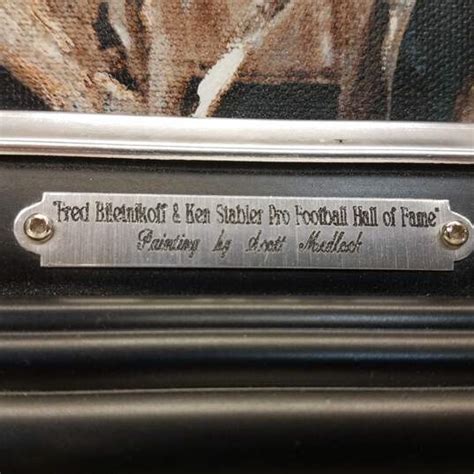 "Fred Biletnikoff & Ken Stabler Pro Football Hall of Fame"
Painting by Scott Medlock